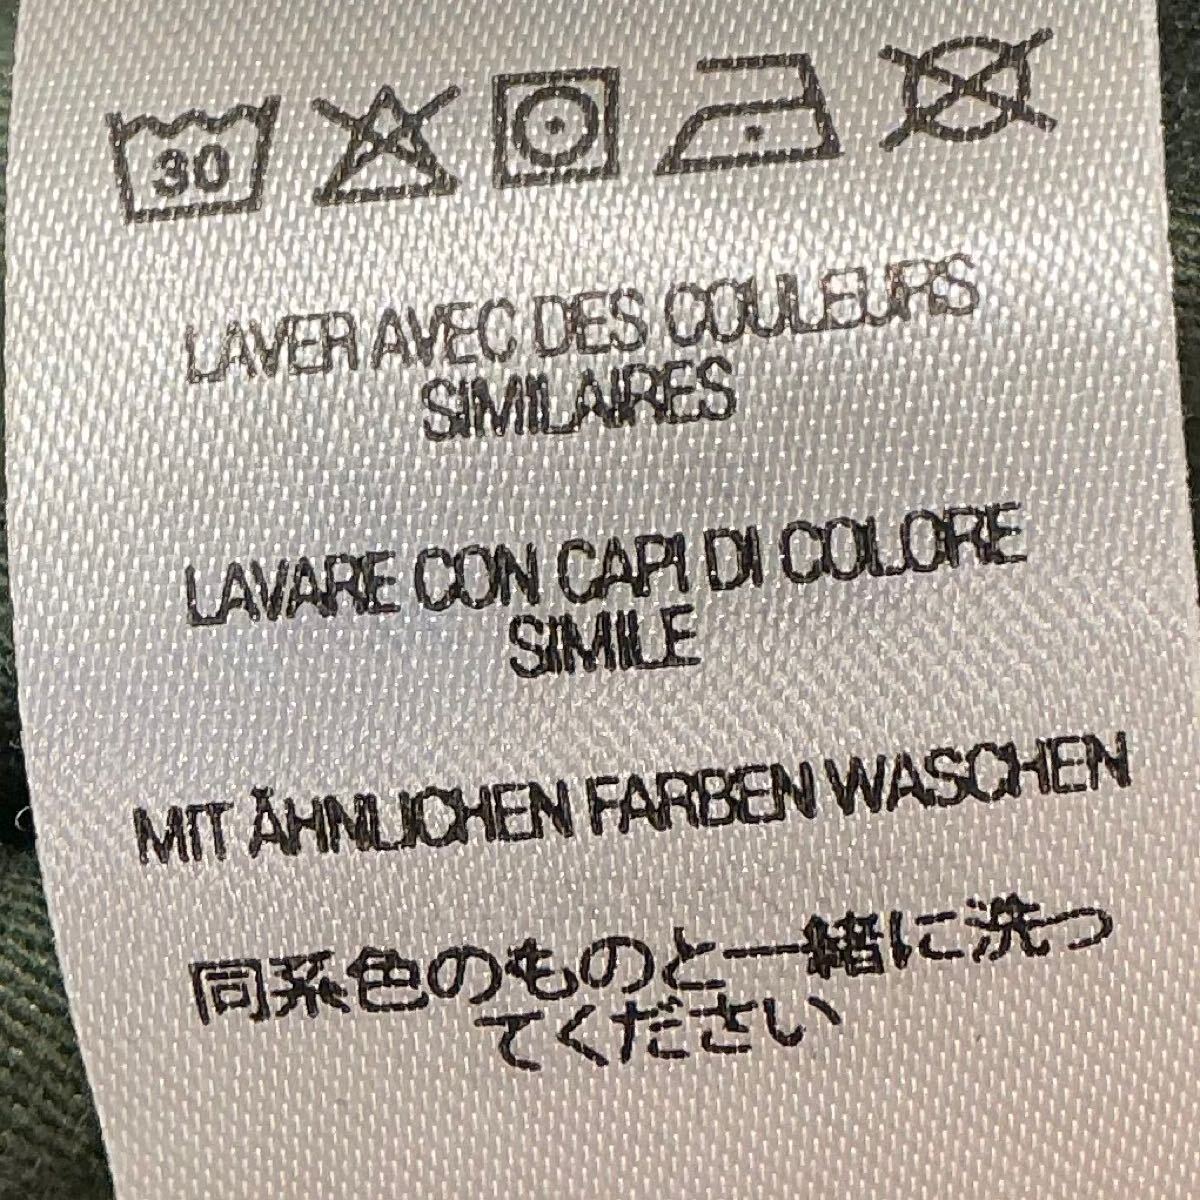 30
LAVER AVEC DES COULEURS
SIMILAIRES
LAVARE CON CAPI DI COLORE
SIMILE
MIT ÄHNLICHEN FARBEN WASCHEN
同系色のものと一緒に洗っ
てください